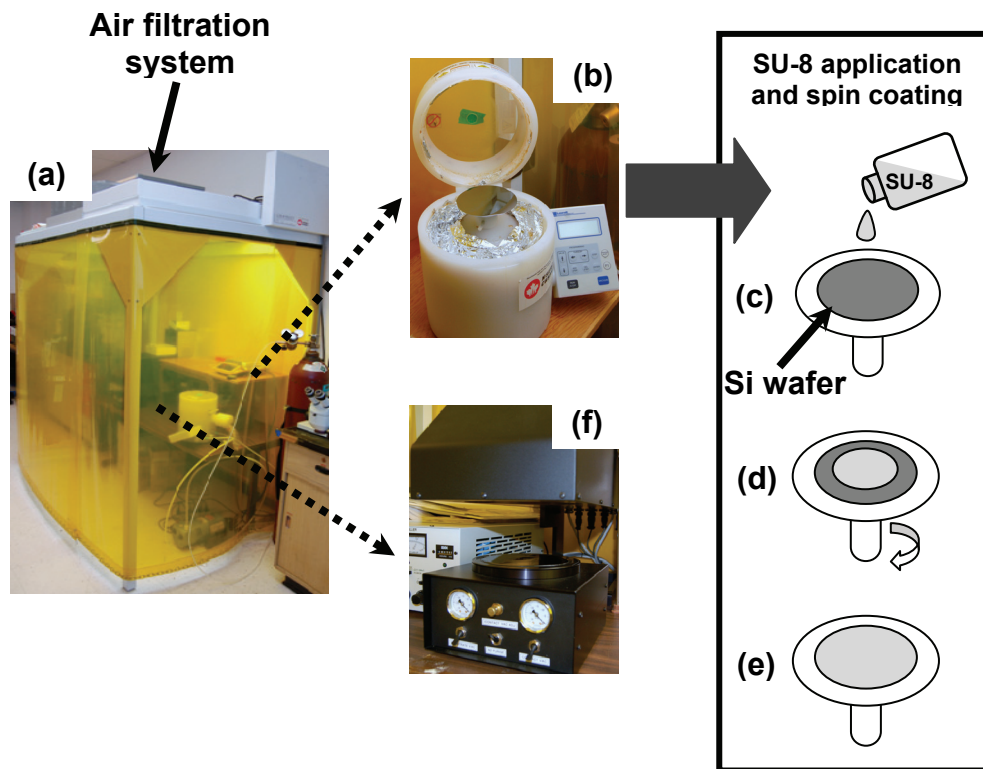 Air filtration
system
(a)
(b)
SU-8 application
and spin coating
SU-8
(c)
Si wafer
(f)
(d)
(e)